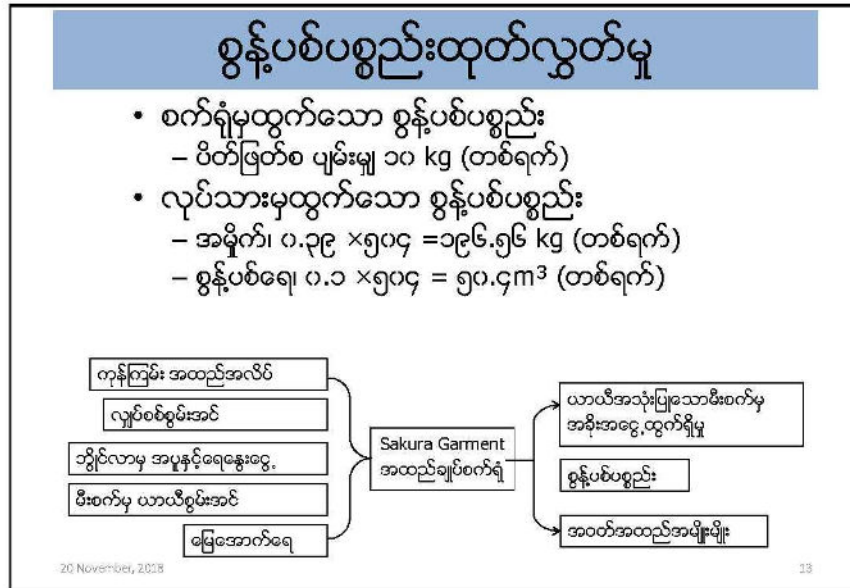 စွန့်ပစ်ပစ္စည်းထုတ်လွှတ်မှု
• စက်ရုံမှထွက်သော စွန့်ပစ်ပစ္စည်း
– ပိတ်ဖြတ်စ ပျမ်းမျှ ၁၀ kg (တစ်ရက်)
• လုပ်သားမှထွက်သော စွန့်ပစ်ပစ္စည်း
– အမှိုက်၊ ၀.၃၉ ×၅၀၄ =၁၉၆.၅၆ kg (တစ်ရက်)
– စွန့်ပစ်ရေ၊ ၀.၁ ×၅၀၄ = ၅၀.၄m³ (တစ်ရက်)
ကုန်ကြမ်း အထည်အလိပ်
လျှပ်စစ်စွမ်းအင်
ဘွိုင်လာမှ အပူနှင့်ရေနွေးငွေ့
မီးစက်မှ ယာယီစွမ်းအင်
မြေအောက်ရေ
Sakura Garment
အထည်ချုပ်စက်ရုံ
ယာယီအသုံးပြုသောမီးစက်မှ
အခိုးအငွေ့ထွက်ရှိမှု
စွန့်ပစ်ပစ္စည်း
အဝတ်အထည်အမျိုးမျိုး
20 November, 2018
13